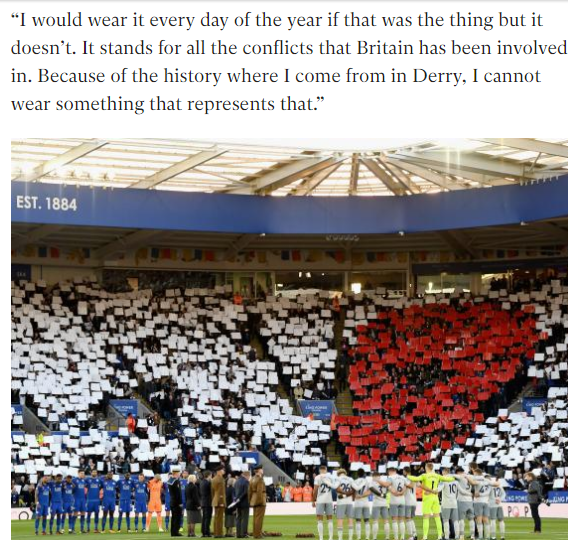 “I would wear it every day of the year if that was the thing but it
doesn’t. It stands for all the conflicts that Britain has been involved
in. Because of the history where I come from in Derry, I cannot
wear something that represents that.”
EST. 1884